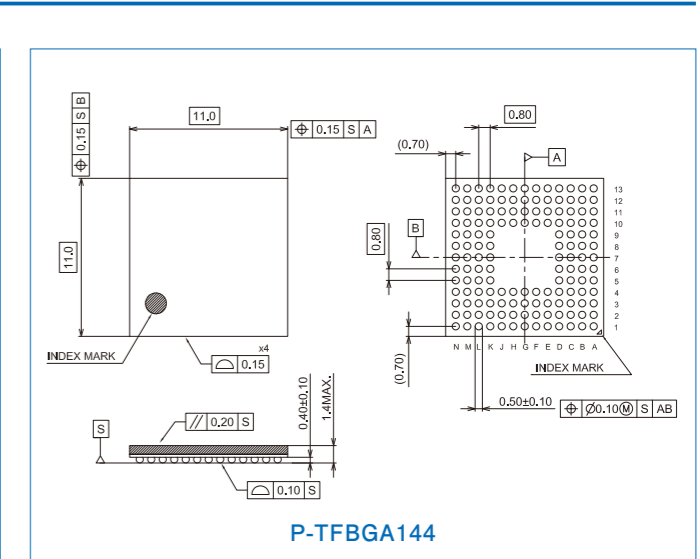 0.15 S B
11.0
0.15 S A
11.0
INDEX MARK
x4
0.15
0.80
(0.70)
A
B
0.80
(0.70)
13
12
11
10
9
8
7
6
5
4
3
2
1
N M L K J H G F E D C B A
INDEX MARK
0.50±0.10
⌖ Ø0.10Ⓜ S AB
S
// 0.20 S
0.40±0.10
1.4MAX.
0.10 S
P-TFBGA144